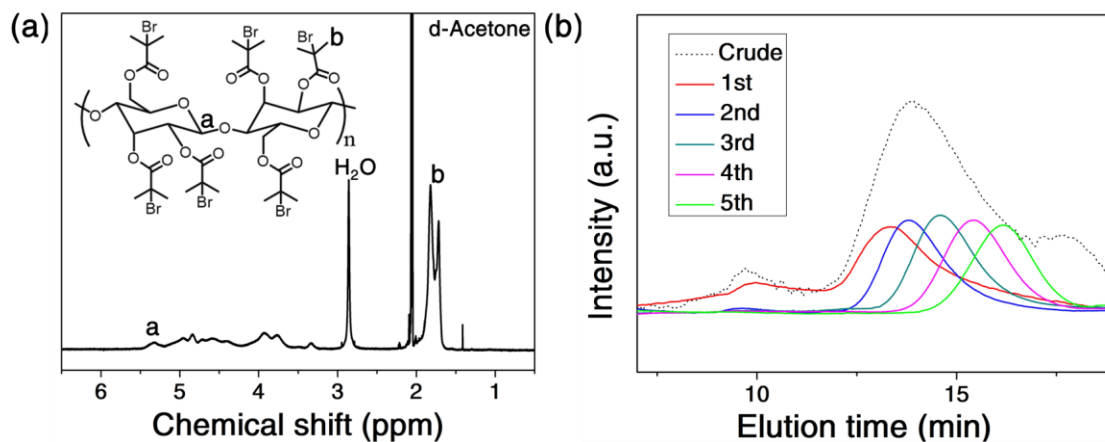 (a)
d-Acetone
Br
Br
b
Br
O
O
O
O
O
O
O
a
O
O
O
n
O
O
O
O
O
O
Br
Br
Br
H₂O
b
a
6
5
4
3
2
1
Chemical shift (ppm)
(b)
Crude
1st
2nd
3rd
4th
5th
Intensity (a.u.)
10
15
Elution time (min)